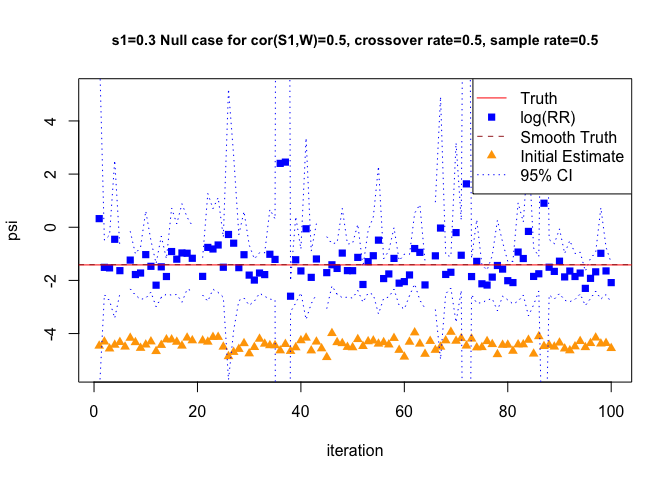 s1=0.3 Null case for cor(S1,W)=0.5, crossover rate=0.5, sample rate=0.5
Truth
log(RR)
Smooth Truth
Initial Estimate
95% CI
4
2
0
-2
-4
psi
0
20
40
60
80
100
iteration